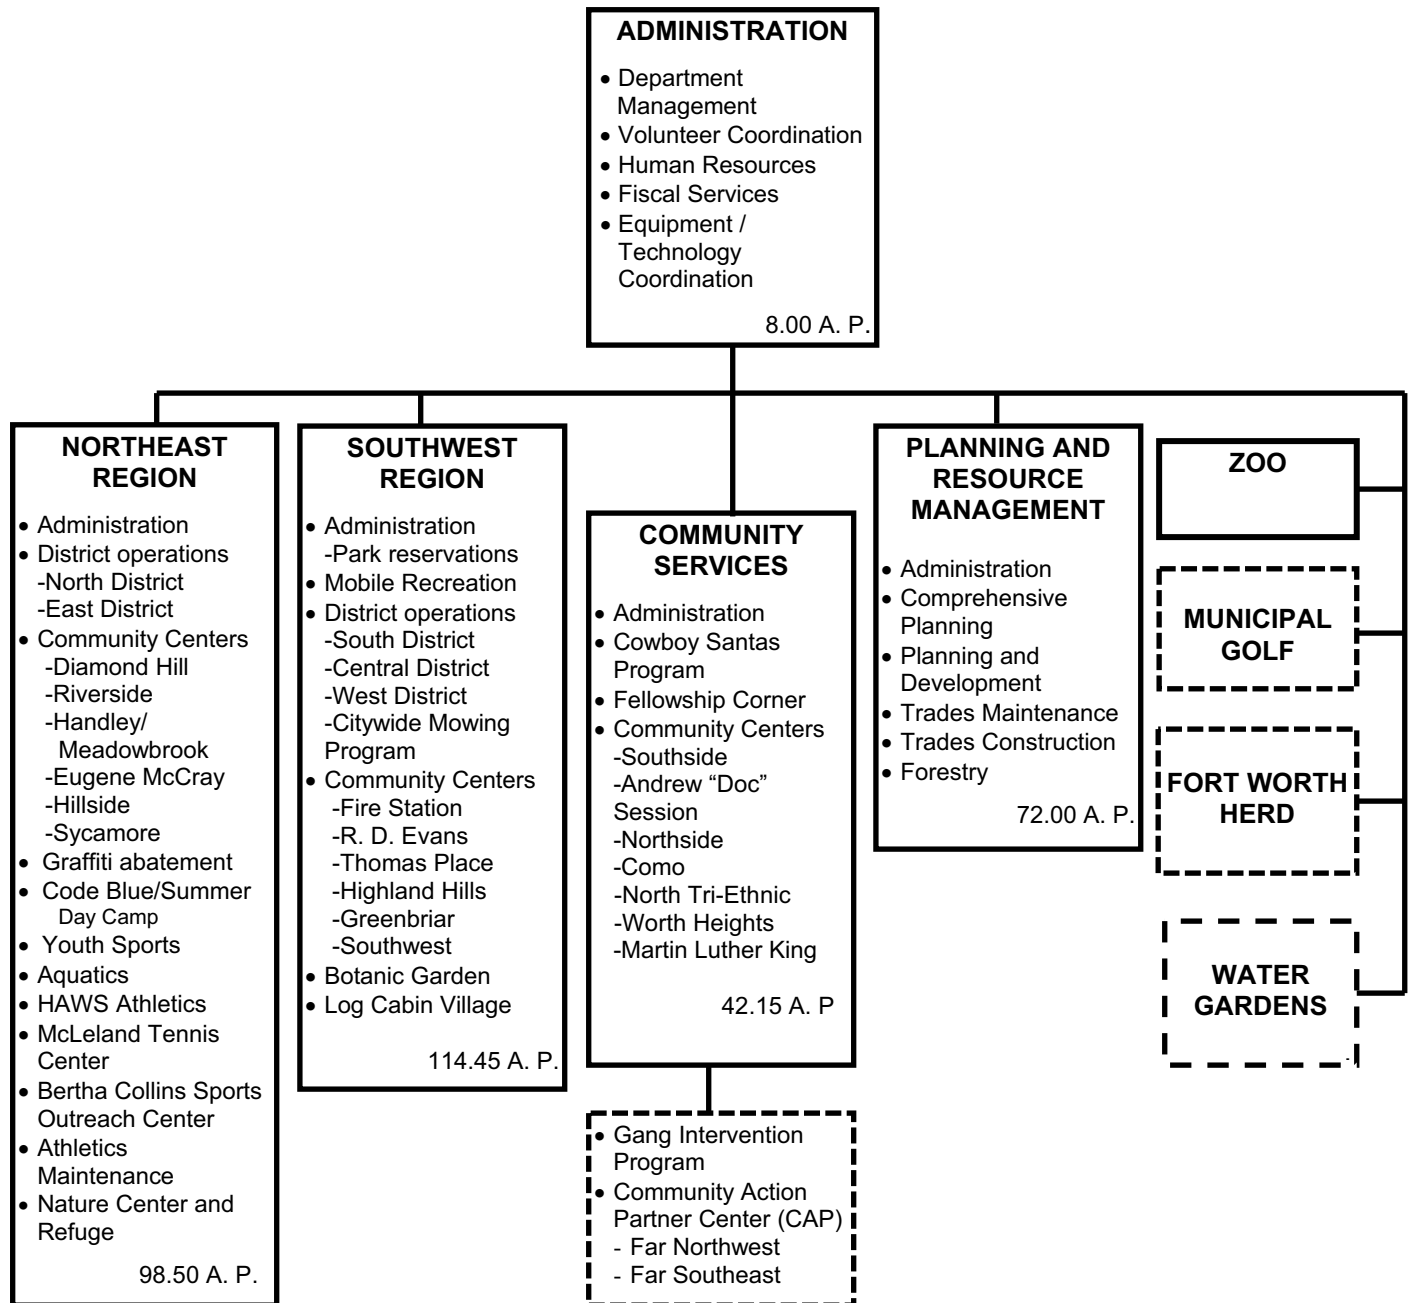 ADMINISTRATION
• Department
Management
• Volunteer Coordination
• Human Resources
• Fiscal Services
• Equipment /
Technology
Coordination
8.00 A. P.
NORTHEAST
REGION
• Administration
• District operations
-North District
-East District
• Community Centers
-Diamond Hill
-Riverside
-Handley/
Meadowbrook
-Eugene McCray
-Hillside
-Sycamore
• Graffiti abatement
• Code Blue/Summer
Day Camp
• Youth Sports
• Aquatics
• HAWS Athletics
• McLeland Tennis
Center
• Bertha Collins Sports
Outreach Center
• Athletics
Maintenance
• Nature Center and
Refuge
98.50 A. P.
SOUTHWEST
REGION
• Administration
-Park reservations
• Mobile Recreation
• District operations
-South District
-Central District
-West District
-Citywide Mowing
Program
• Community Centers
-Fire Station
-R. D. Evans
-Thomas Place
-Highland Hills
-Greenbriar
-Southwest
• Botanic Garden
• Log Cabin Village
114.45 A. P.
COMMUNITY
SERVICES
• Administration
• Cowboy Santas
Program
• Fellowship Corner
• Community Centers
-Southside
-Andrew “Doc”
Session
-Northside
-Como
-North Tri-Ethnic
-Worth Heights
-Martin Luther King
42.15 A. P
• Gang Intervention
Program
• Community Action
Partner Center (CAP)
- Far Northwest
- Far Southeast
PLANNING AND
RESOURCE
MANAGEMENT
• Administration
• Comprehensive
Planning
• Planning and
Development
• Trades Maintenance
• Trades Construction
• Forestry
72.00 A. P.
ZOO
MUNICIPAL
GOLF
FORT WORTH
HERD
WATER
GARDENS
.